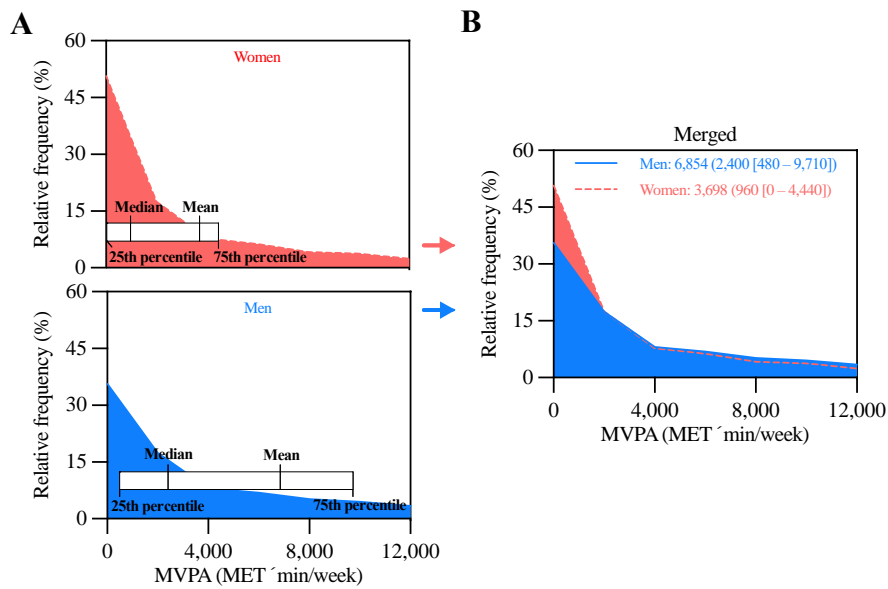 A
60
45
30
15
0
Relative frequency (%)
Women
Median
Mean
25th percentile
75th percentile
60
45
30
15
0
Relative frequency (%)
Men
Median
Mean
25th percentile
75th percentile
0
4,000
8,000
12,000
MVPA (MET´min/week)
B
Merged
60
45
30
15
0
Relative frequency (%)
Men: 6,854 (2,400 [480 – 9,710])
Women: 3,698 (960 [0 – 4,440])
0
4,000
8,000
12,000
MVPA (MET´min/week)